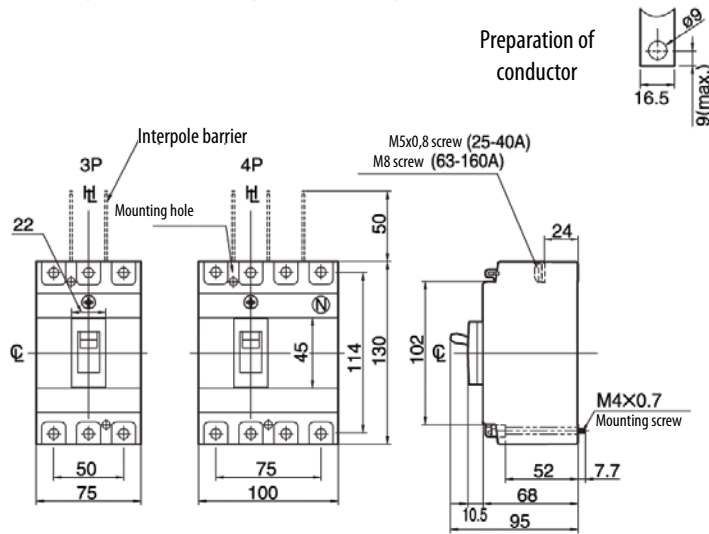 Preparation of
conductor
ø9
16.5
9(max.)
Interpole barrier
3P
4P
M5x0,8 screw (25-40A)
M8 screw (63-160A)
Mounting hole
22
50
24
45
114
130
102
M4×0.7
Mounting screw
N
50
75
75
100
52
7.7
10.5
68
95